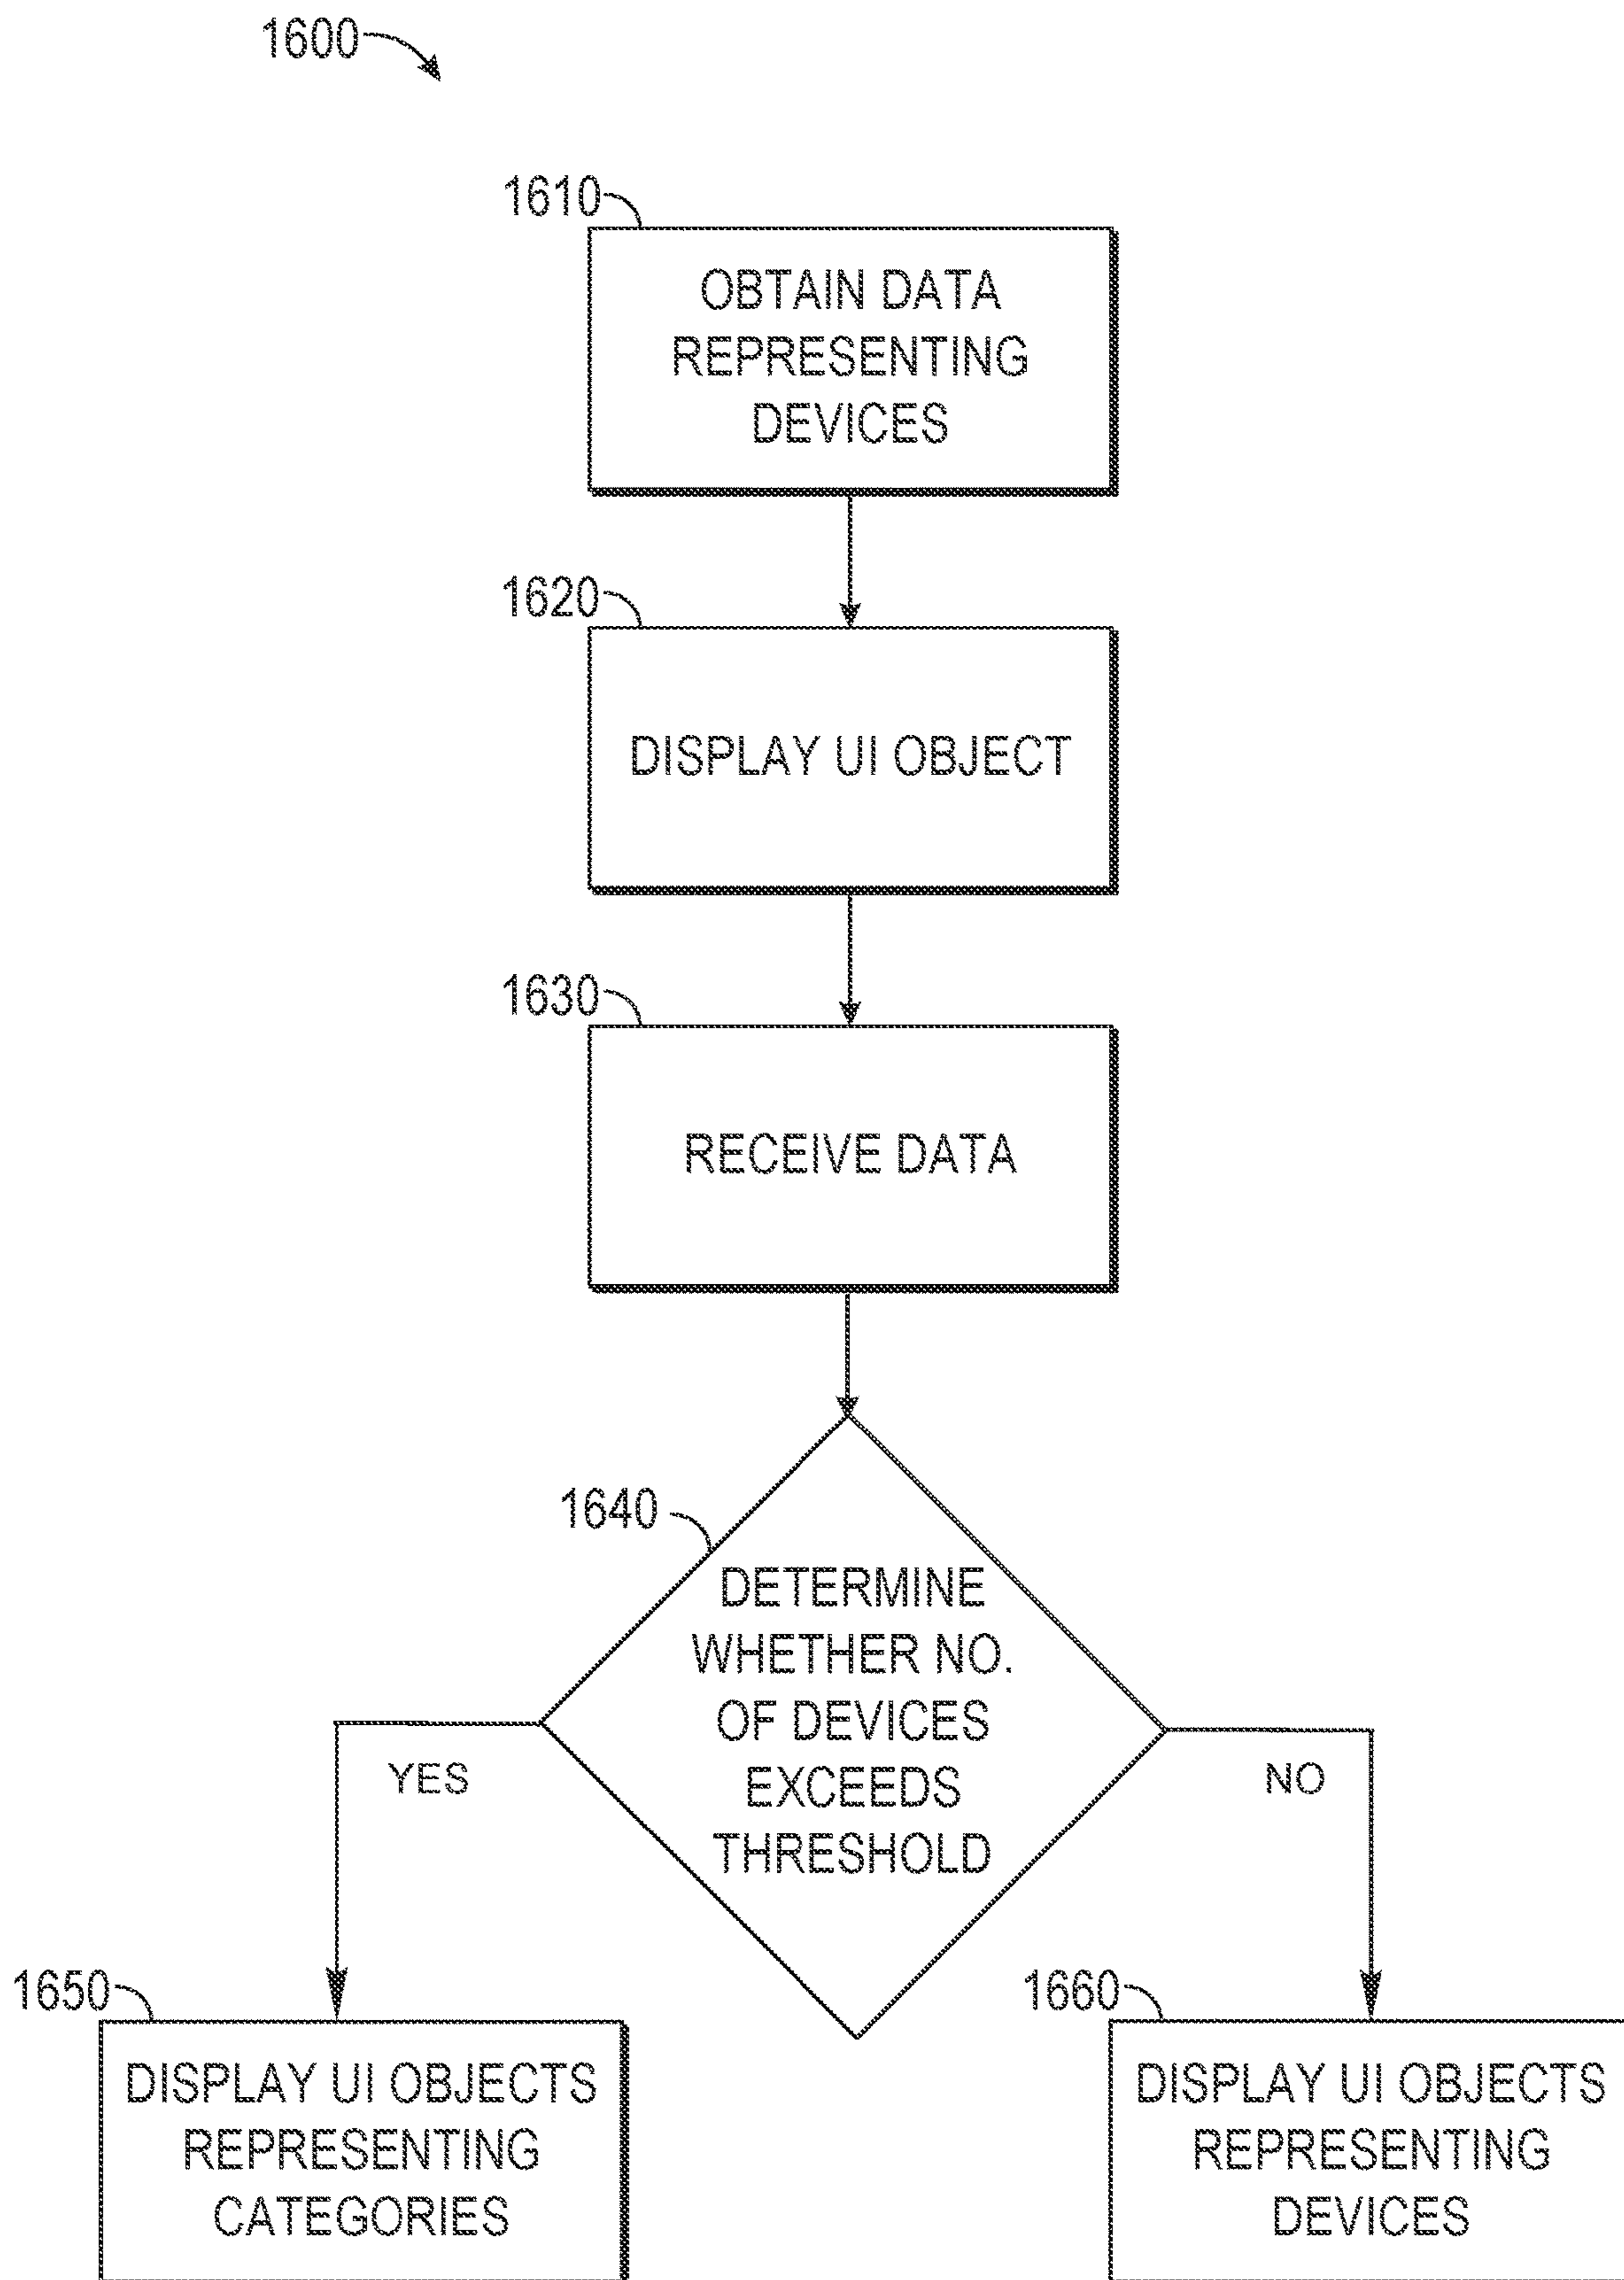 1600
1610
OBTAIN DATA
REPRESENTING
DEVICES
1620
DISPLAY UI OBJECT
1630
RECEIVE DATA
1640
DETERMINE
WHETHER NO.
OF DEVICES
EXCEEDS
THRESHOLD
YES
NO
1650
DISPLAY UI OBJECTS
REPRESENTING
CATEGORIES
1660
DISPLAY UI OBJECTS
REPRESENTING
DEVICES